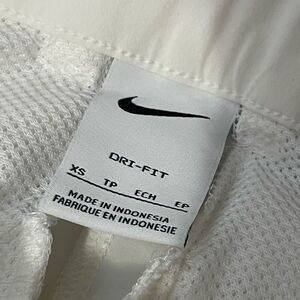 DRI-FIT
XS TP ECH EP
MADE IN INDONESIA
FABRIQUE EN INDONESIE